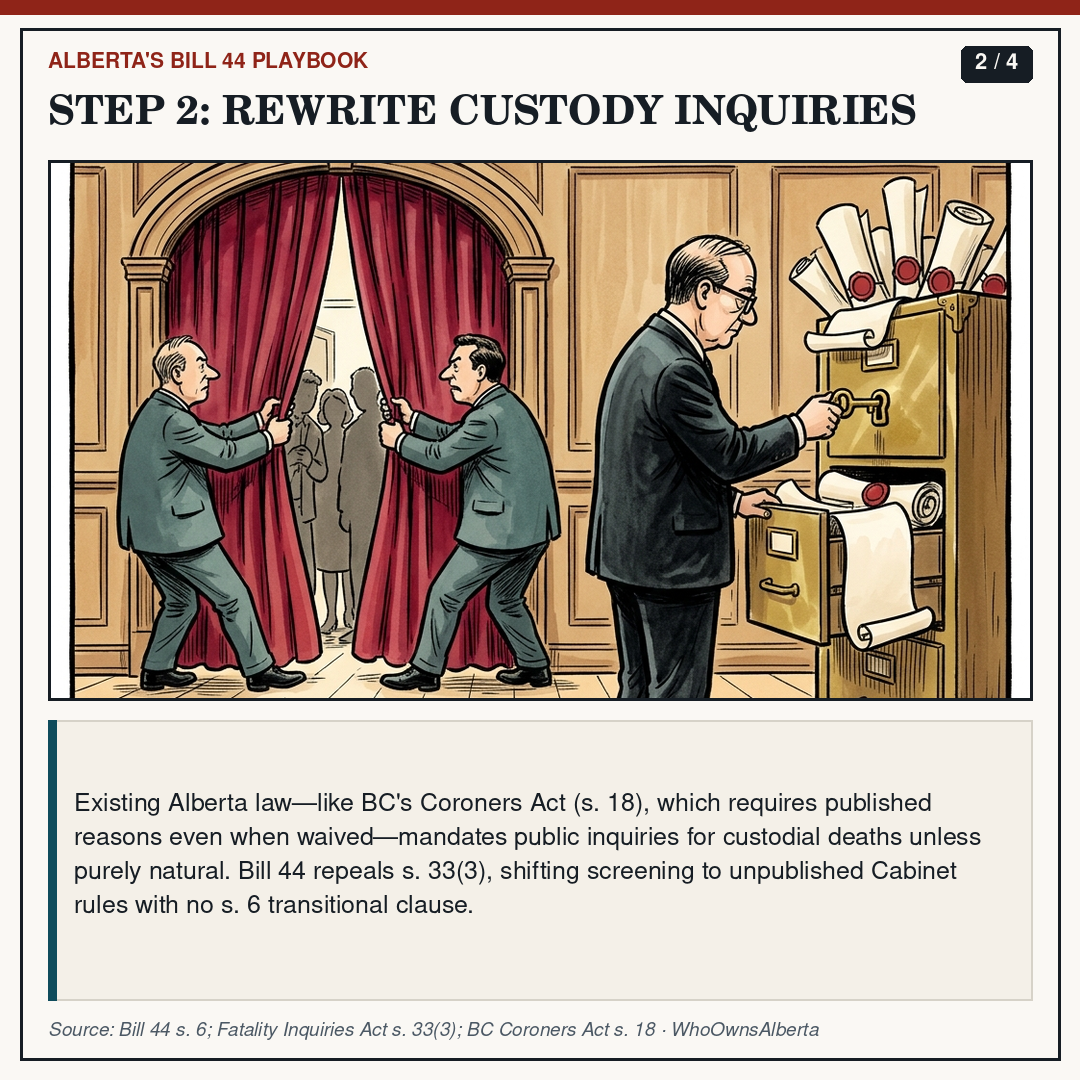 ALBERTA'S BILL 44 PLAYBOOK
2 / 4
STEP 2: REWRITE CUSTODY INQUIRIES
Existing Alberta law—like BC's Coroners Act (s. 18), which requires published
reasons even when waived—mandates public inquiries for custodial deaths unless
purely natural. Bill 44 repeals s. 33(3), shifting screening to unpublished Cabinet
rules with no s. 6 transitional clause.
Source: Bill 44 s. 6; Fatality Inquiries Act s. 33(3); BC Coroners Act s. 18 · WhoOwnsAlberta